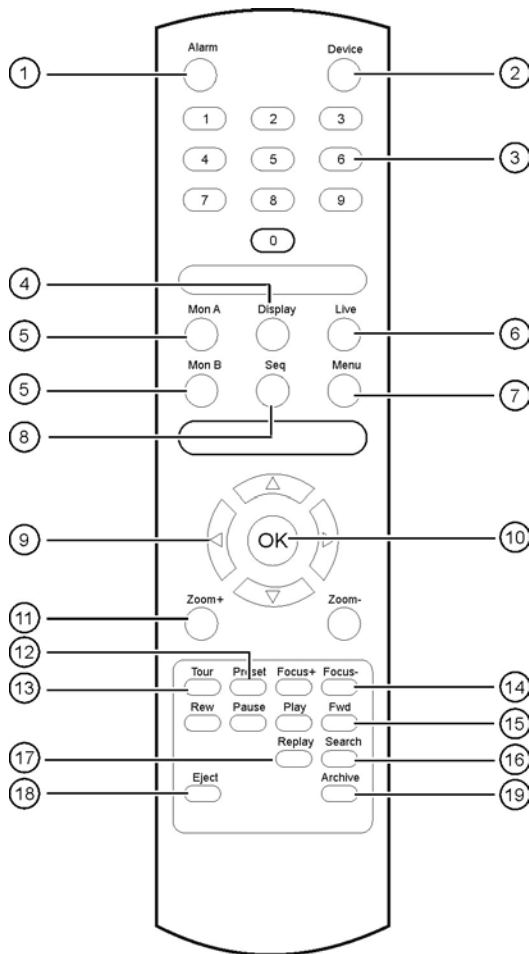 Alarm Device
1 2
1 2 3
4 5 6 3
7 8 9
0
4
Mon A Display Live
5 6
Mon B Seq Menu
5 7
8
9 OK 10
Zoom+ Zoom-
11
12
Tour Preset Focus+ Focus-
13 14
Rew Pause Play Fwd
15
Replay Search
17 16
Eject Archive
18 19